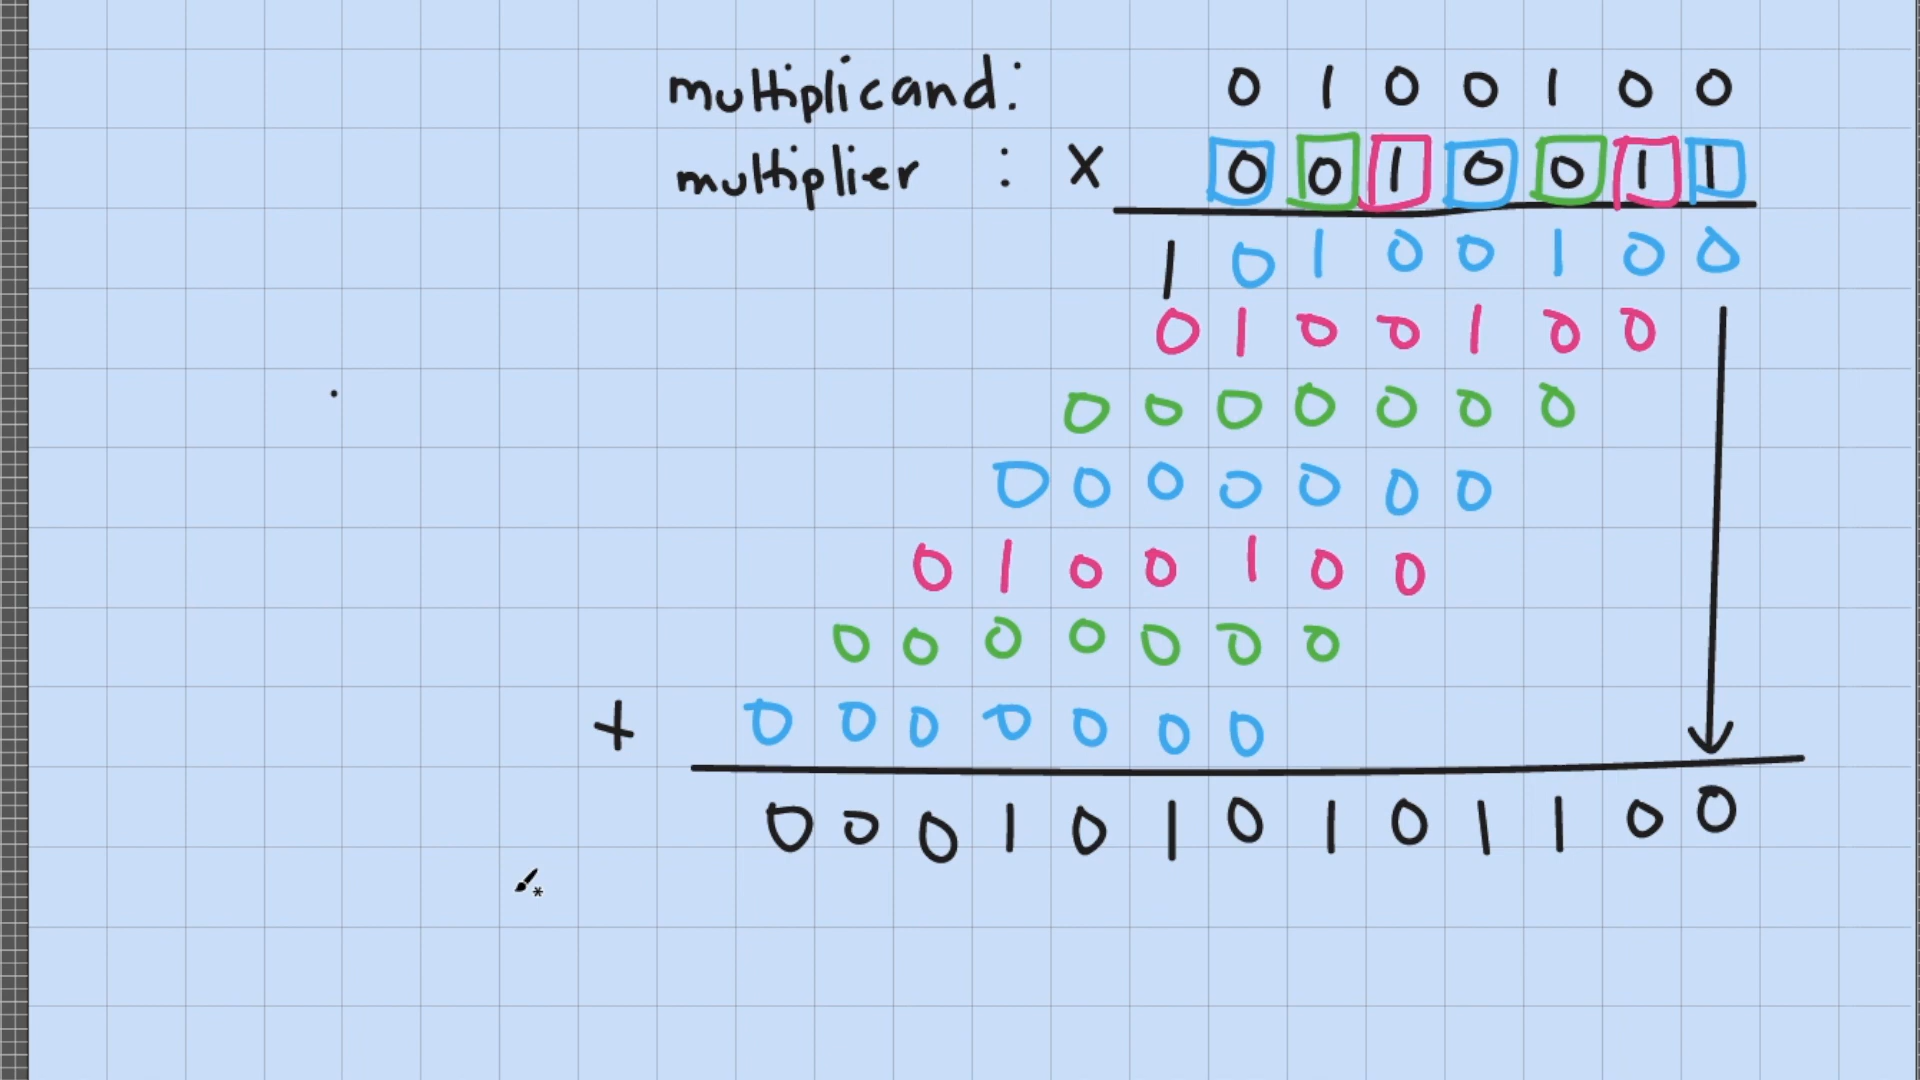 multiplicand: 0 1 0 0 1 0 0
multiplier : X 0 0 1 0 0 1 1
1 0 1 0 0 1 0 0
0 1 0 0 1 0 0
0 0 0 0 0 0 0
0 0 0 0 0 0 0
0 1 0 0 1 0 0
0 0 0 0 0 0 0
+ 0 0 0 0 0 0 0
0 0 0 1 0 1 0 1 0 1 1 0 0